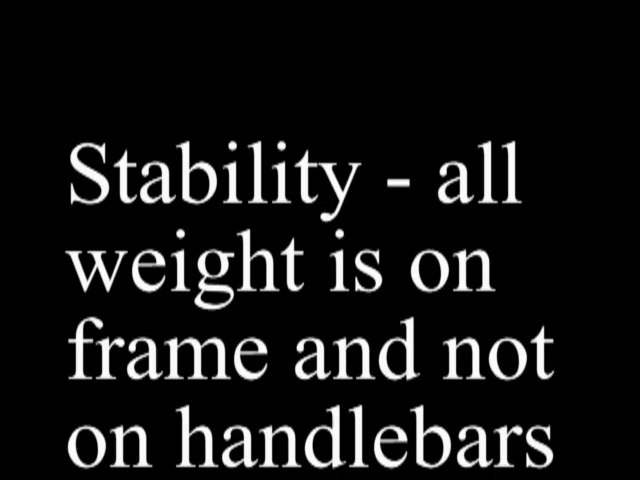 Stability - all
weight is on
frame and not
on handlebars